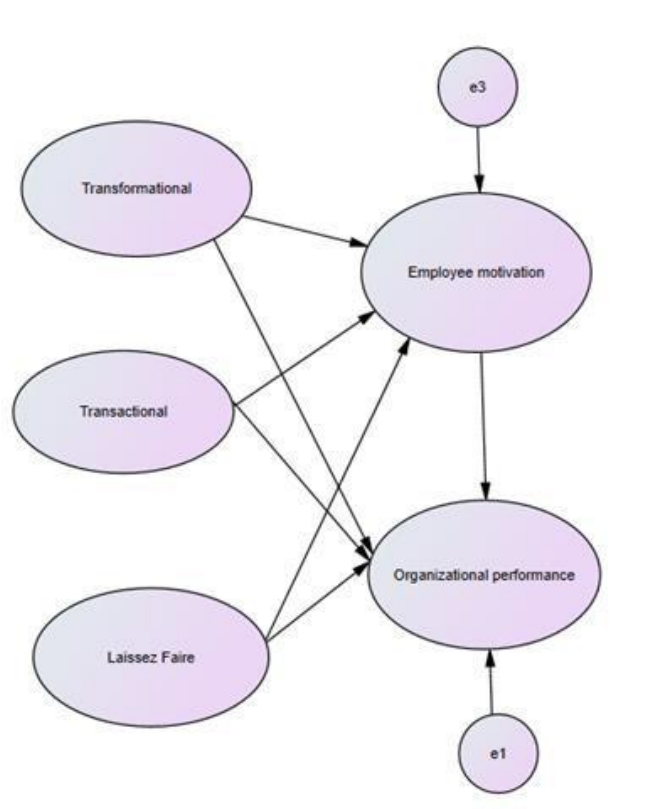 e3
Transformational
Employee motivation
Transactional
Organizational performance
Laissez Faire
e1